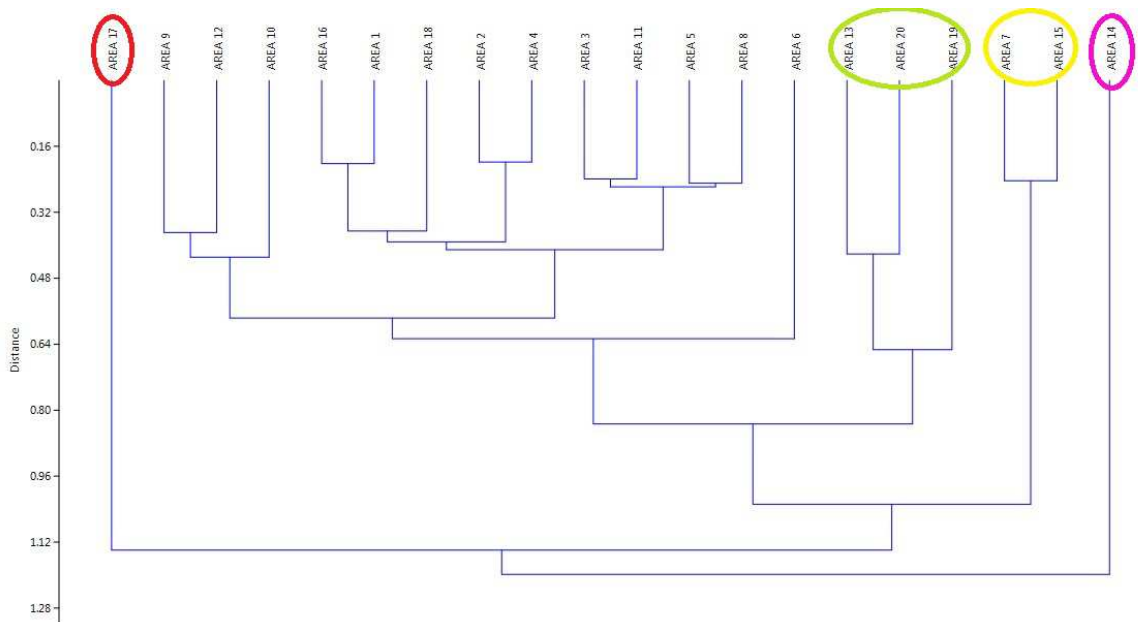 AREA 17
AREA 9
AREA 12
AREA 10
AREA 16
AREA 1
AREA 18
AREA 2
AREA 4
AREA 3
AREA 11
AREA 5
AREA 8
AREA 6
AREA 13
AREA 20
AREA 19
AREA 7
AREA 15
AREA 14
0.16
0.32
0.48
0.64
0.80
0.96
1.12
1.28
Distance